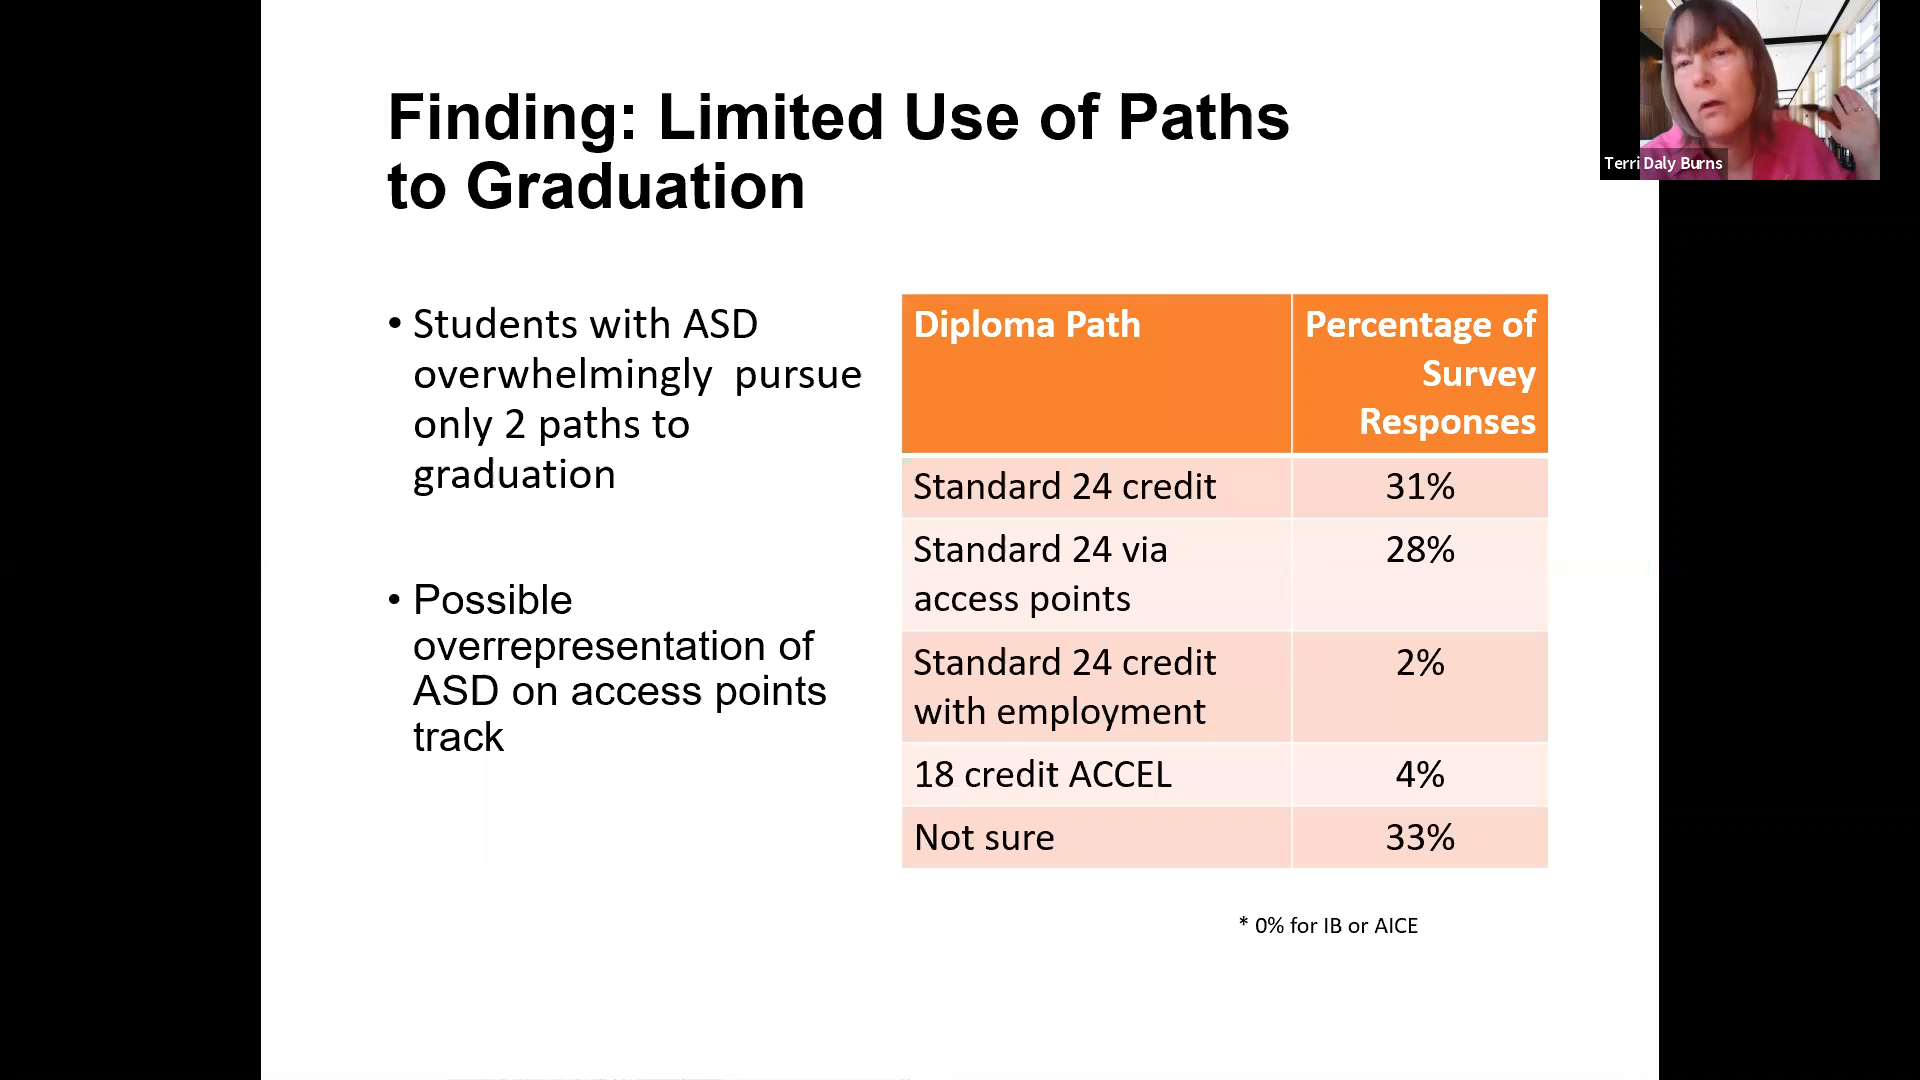 Finding: Limited Use of Paths
to Graduation
• Students with ASD
overwhelmingly pursue
only 2 paths to
graduation
• Possible
overrepresentation of
ASD on access points
track
Diploma Path
Percentage of
Survey
Responses
Standard 24 credit
31%
Standard 24 via
access points
28%
Standard 24 credit
with employment
2%
18 credit ACCEL
4%
Not sure
33%
* 0% for IB or AICE
Terri Daly Burns